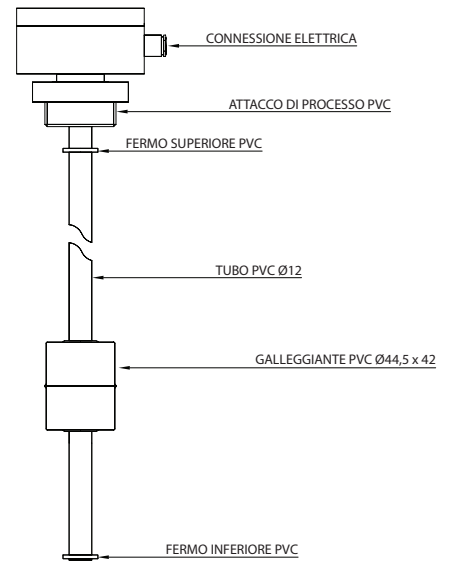 CONNESSIONE ELETTRICA
ATTACCO DI PROCESSO PVC
FERMO SUPERIORE PVC
TUBO PVC Ø12
GALLEGGIANTE PVC Ø44,5 x 42
FERMO INFERIORE PVC